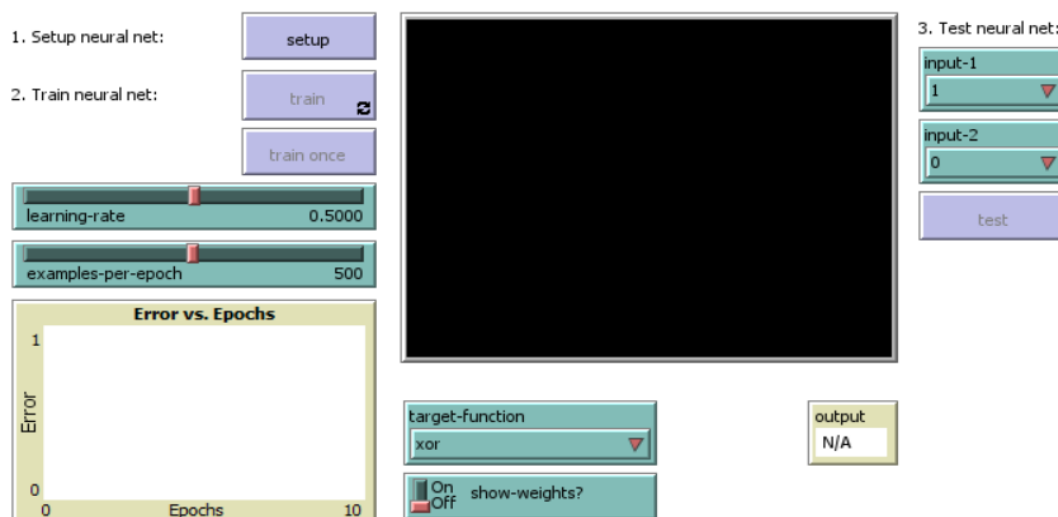 1. Setup neural net:
setup
2. Train neural net:
train
train once
learning-rate 0.5000
examples-per-epoch 500
Error vs. Epochs
1
Error
0
0 Epochs 10
target-function
xor
On
Off show-weights?
output
N/A
3. Test neural net:
input-1
1
input-2
0
test